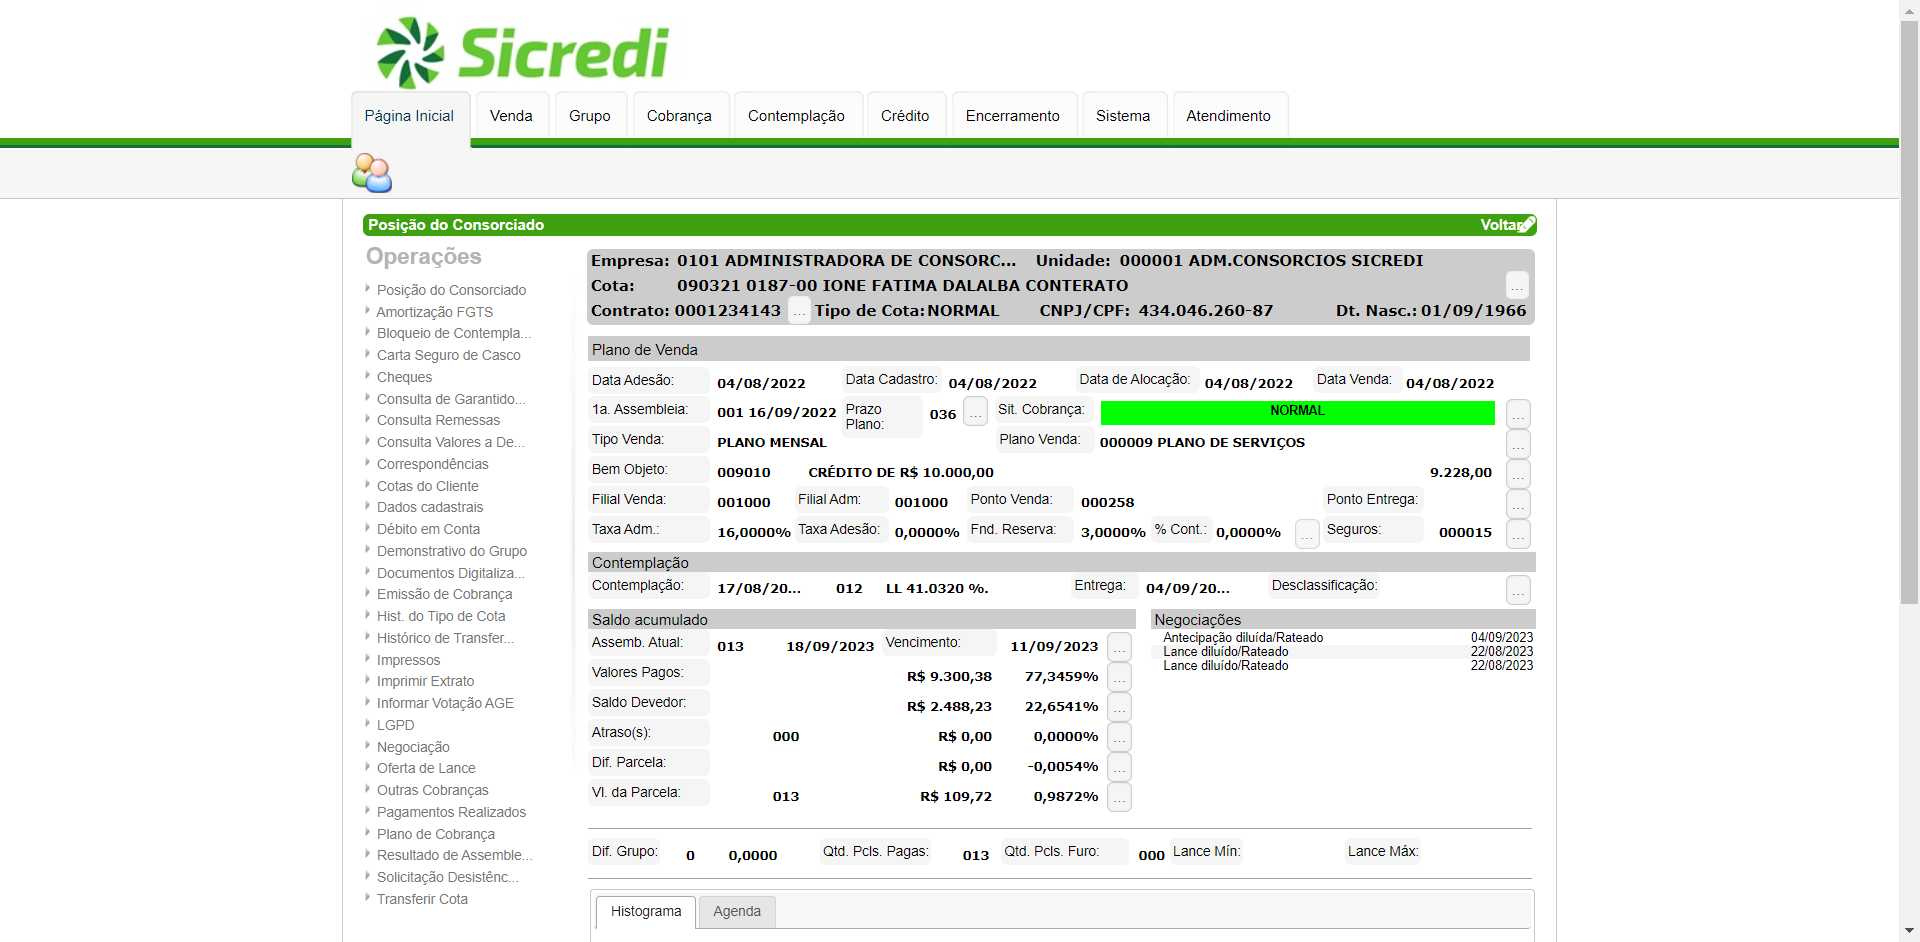 Sicredi
Página Inicial Venda Grupo Cobrança Contemplação Crédito Encerramento Sistema Atendimento
Posição do Consorciado Voltar
Operações
Posição do Consorciado
Amortização FGTS
Bloqueio de Contempla...
Carta Seguro de Casco
Cheques
Consulta de Garantido...
Consulta Remessas
Consulta Valores a De...
Correspondências
Cotas do Cliente
Dados cadastrais
Débito em Conta
Demonstrativo do Grupo
Documentos Digitaliza...
Emissão de Cobrança
Hist. do Tipo de Cota
Histórico de Transfer...
Impressos
Imprimir Extrato
Informar Votação AGE
LGPD
Negociação
Oferta de Lance
Outras Cobranças
Pagamentos Realizados
Plano de Cobrança
Resultado de Assemble...
Solicitação Desistênc...
Transferir Cota
Empresa: 0101 ADMINISTRADORA DE CONSORC... Unidade: 000001 ADM.CONSORCIOS SICREDI
Cota: 090321 0187-00 IONE FATIMA DALALBA CONTERATO ...
Contrato: 0001234143 ... Tipo de Cota: NORMAL CNPJ/CPF: 434.046.260-87 Dt. Nasc.: 01/09/1966
Plano de Venda
Data Adesão: 04/08/2022 Data Cadastro: 04/08/2022 Data de Alocação: 04/08/2022 Data Venda: 04/08/2022
1a. Assembleia: 001 16/09/2022 Prazo Plano: 036 ... Sit. Cobrança: NORMAL ...
Tipo Venda: PLANO MENSAL Plano Venda: 000009 PLANO DE SERVIÇOS ...
Bem Objeto: 009010 CRÉDITO DE R$ 10.000,00 9.228,00 ...
Filial Venda: 001000 Filial Adm: 001000 Ponto Venda: 000258 Ponto Entrega: ...
Taxa Adm.: 16,0000% Taxa Adesão: 0,0000% Fnd. Reserva: 3,0000% % Cont.: 0,0000% ... Seguros: 000015 ...
Contemplação
Contemplação: 17/08/20... 012 LL 41.0320 %. Entrega: 04/09/20... Desclassificação: ...
Saldo acumulado
Assemb. Atual: 013 18/09/2023 Vencimento: 11/09/2023 ...
Valores Pagos: R$ 9.300,38 77,3459% ...
Saldo Devedor: R$ 2.488,23 22,6541% ...
Atraso(s): 000 R$ 0,00 0,0000% ...
Dif. Parcela: R$ 0,00 -0,0054% ...
Vl. da Parcela: 013 R$ 109,72 0,9872% ...
Negociações
Antecipação diluída/Rateado 04/09/2023
Lance diluído/Rateado 22/08/2023
Lance diluído/Rateado 22/08/2023
Dif. Grupo: 0 0,0000 Qtd. Pcls. Pagas: 013 Qtd. Pcls. Furo: 000 Lance Mín: Lance Máx:
Histograma Agenda